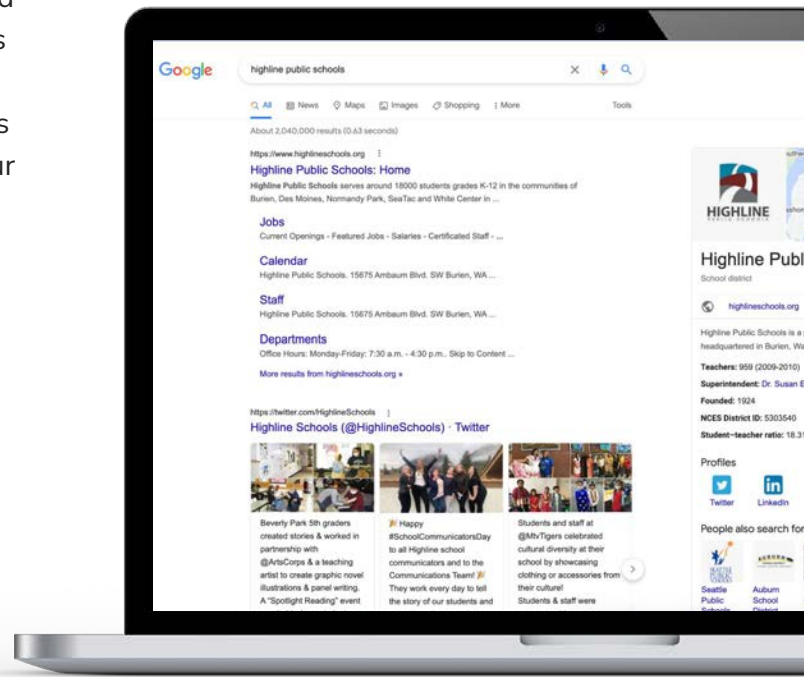 Google
highline public schools
All News Maps Images Shopping More Tools
About 2,040,000 results (0.63 seconds)
https://www.highlineschools.org
Highline Public Schools: Home
Highline Public Schools serves around 18000 students grades K-12 in the communities of
Burien, Des Moines, Normandy Park, SeaTac and White Center in ...
Jobs
Current Openings - Featured Jobs - Salaries - Certificated Staff - ...
Calendar
Highline Public Schools. 15675 Ambaum Blvd. SW Burien, WA ...
Staff
Highline Public Schools. 15675 Ambaum Blvd. SW Burien, WA ...
Departments
Office Hours: Monday-Friday: 7:30 a.m. - 4:30 p.m.. Skip to Content ...
More results from highlineschools.org »
https://twitter.com/HighlineSchools
Highline Schools (@HighlineSchools) · Twitter
Beverly Park 5th graders
created stories & worked in
partnership with
@ArtsCorps & a teaching
artist to create graphic novel
illustrations & panel writing.
A "Spotlight Reading" event
🎉 Happy
#SchoolCommunicatorsDay
to all Highline school
communicators and to the
Communications Team! 🎉
They work every day to tell
the story of our students and
Students and staff at
@MtvTigers celebrated
cultural diversity at their
school by showcasing
clothing or accessories from
their culture!
Students & staff were
HIGHLINE
PUBLIC SCHOOLS
Highline Publ
School district
highlineschools.org
Highline Public Schools is a
headquartered in Burien, Wa
Teachers: 959 (2009-2010)
Superintendent: Dr. Susan E
Founded: 1924
NCES District ID: 5303540
Student–teacher ratio: 18.31
Profiles
Twitter LinkedIn
People also search for
SEATTLE
PUBLIC
SCHOOLS
AUBURN
Seattle
Public
Schools
Auburn
School
District